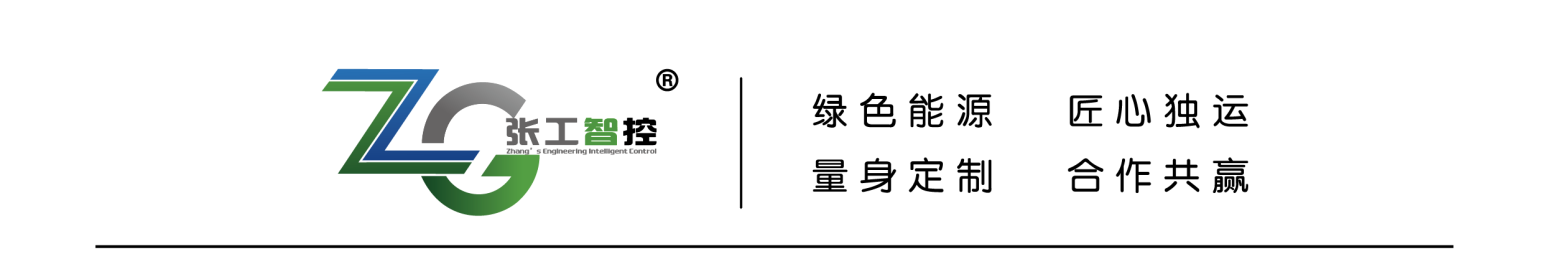 ZG
®
张工智控
Zhang's Engineering Intelligent Control
绿色能源 匠心独运
量身定制 合作共赢